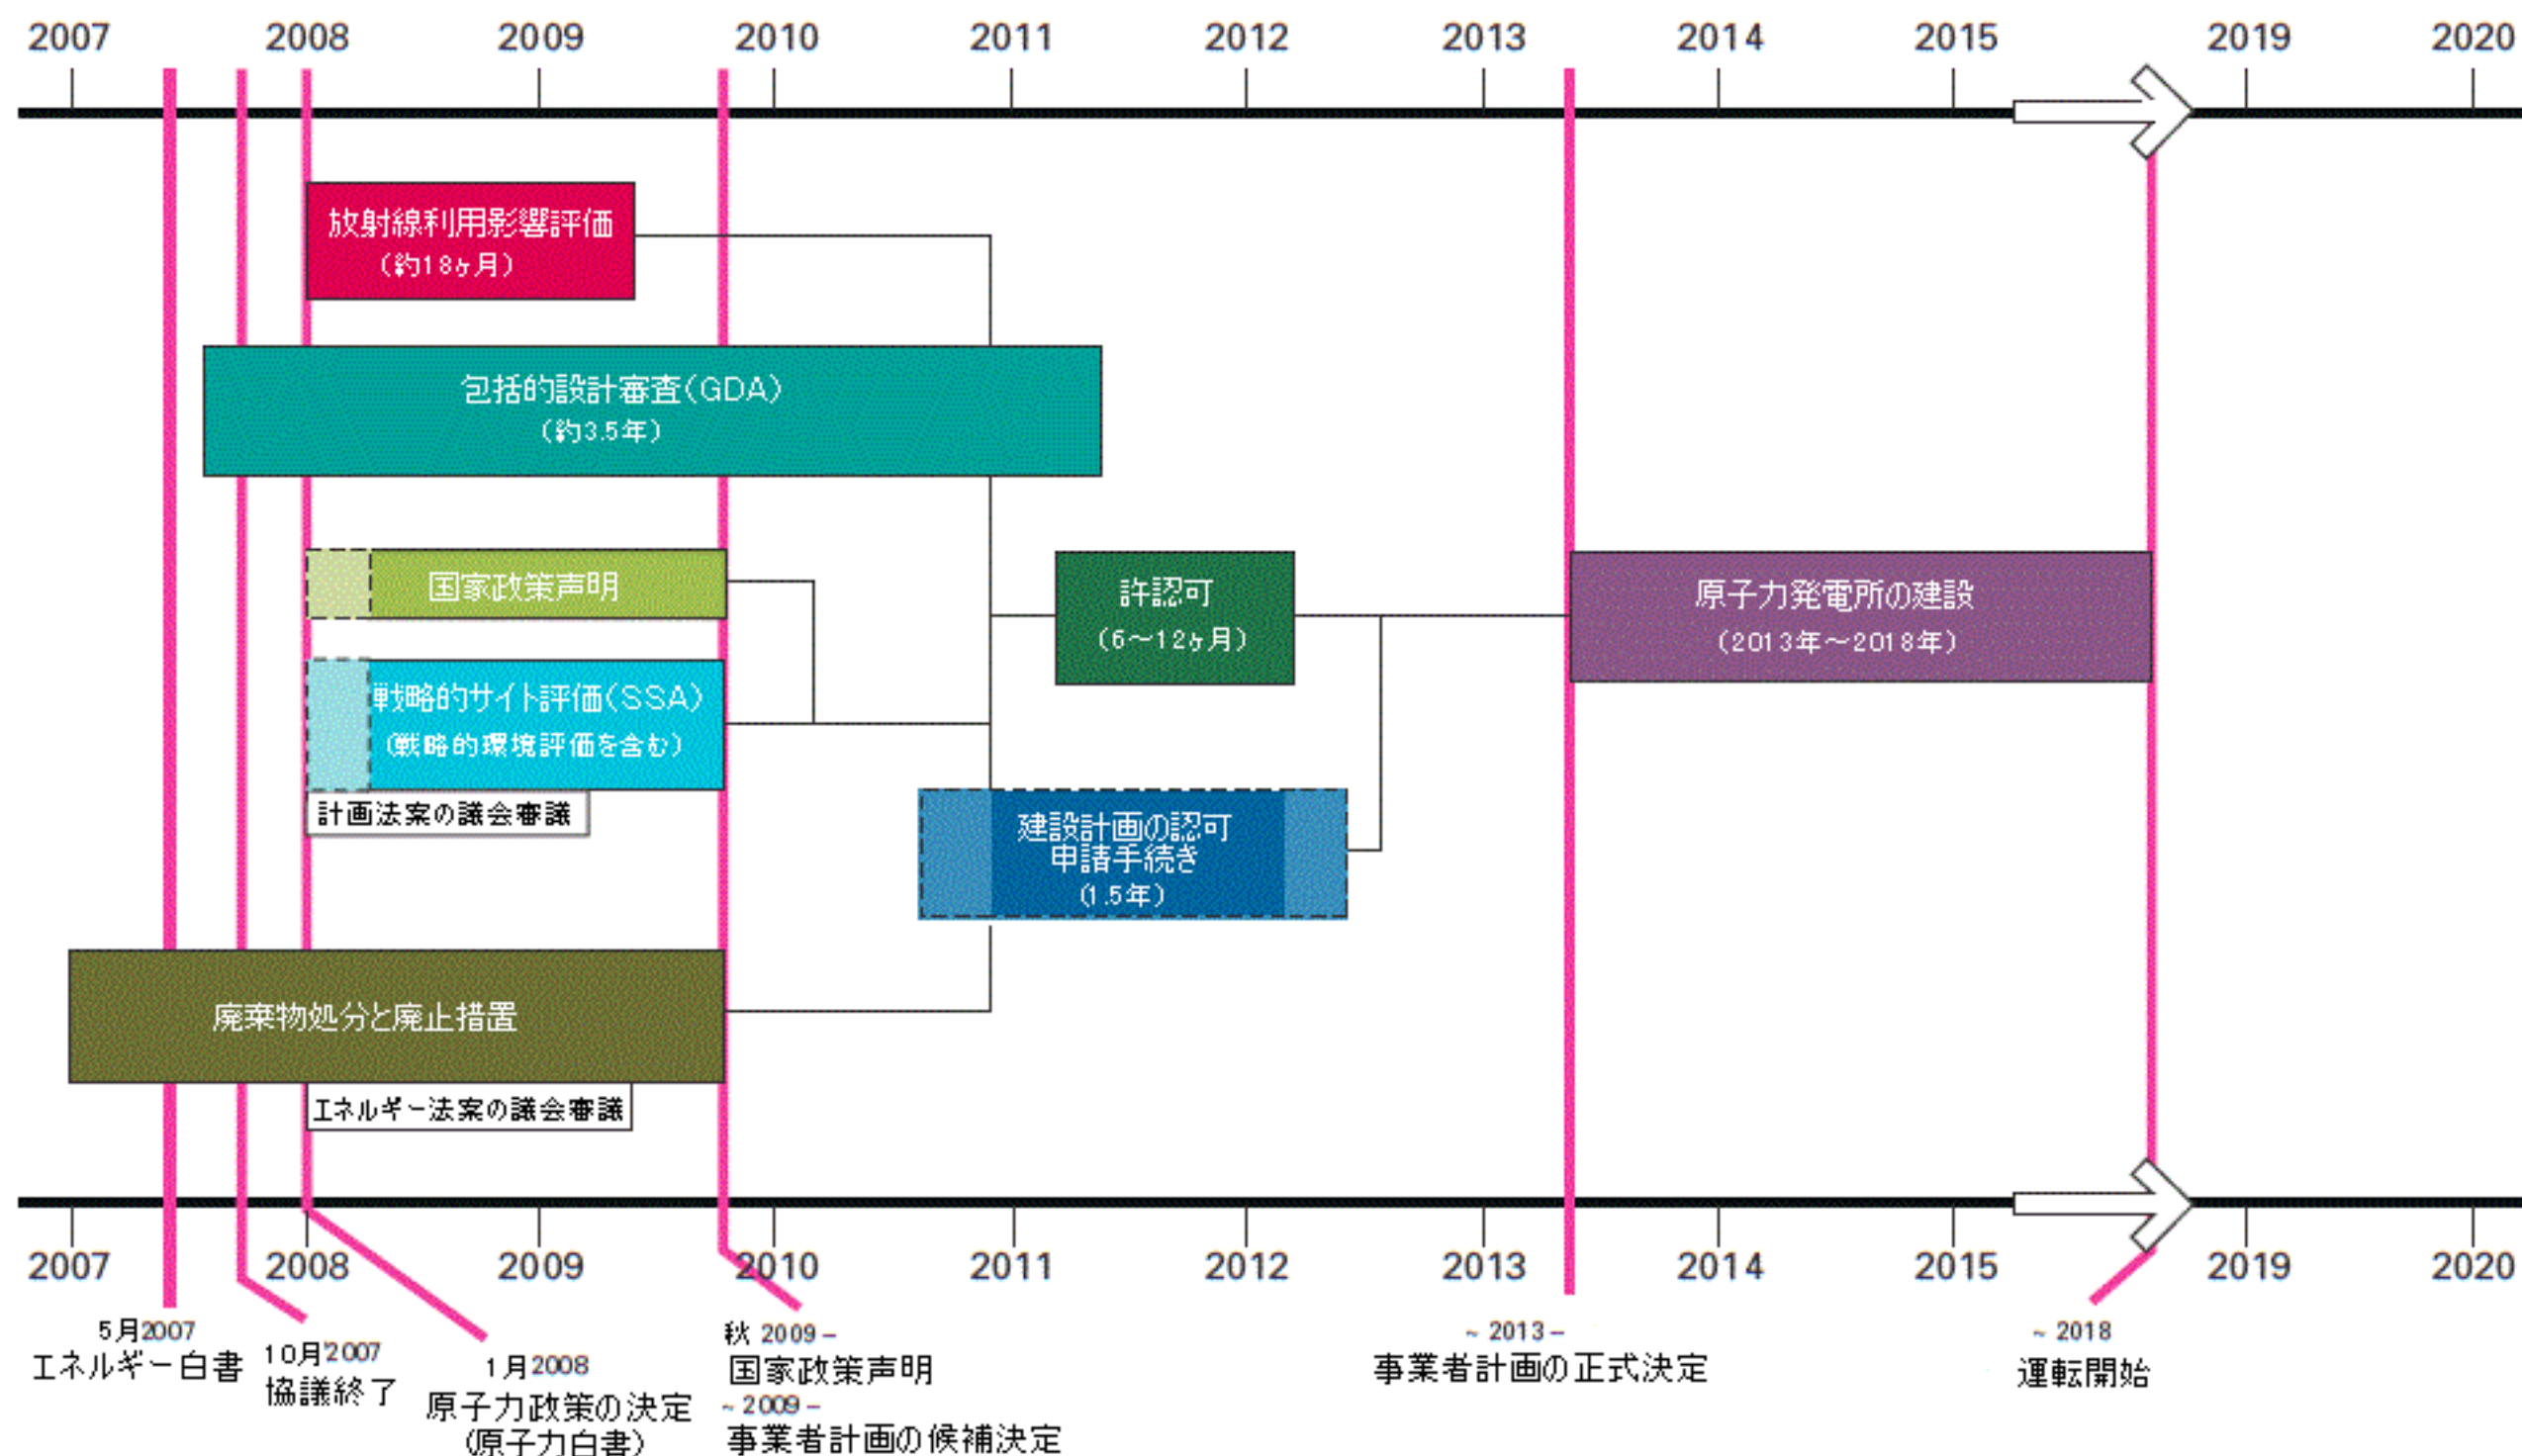 2007 2008 2009 2010 2011 2012 2013 2014 2015 2019 2020
放射線利用影響評価
（約18ヶ月）
包括的設計審査（GDA）
（約3.5年）
国家政策声明
許認可
（6〜12ヶ月）
原子力発電所の建設
（2013年〜2018年）
戦略的サイト評価（SSA）
（戦略的環境評価を含む）
計画法案の議会審議
建設計画の認可
申請手続き
（1.5年）
廃棄物処分と廃止措置
エネルギー法案の議会審議
2007 2008 2009 2010 2011 2012 2013 2014 2015 2019 2020
5月2007
エネルギー白書
10月2007
協議終了
1月2008
原子力政策の決定
（原子力白書）
秋 2009 –
国家政策声明
~ 2009 –
事業者計画の候補決定
~ 2013 –
事業者計画の正式決定
~ 2018
運転開始